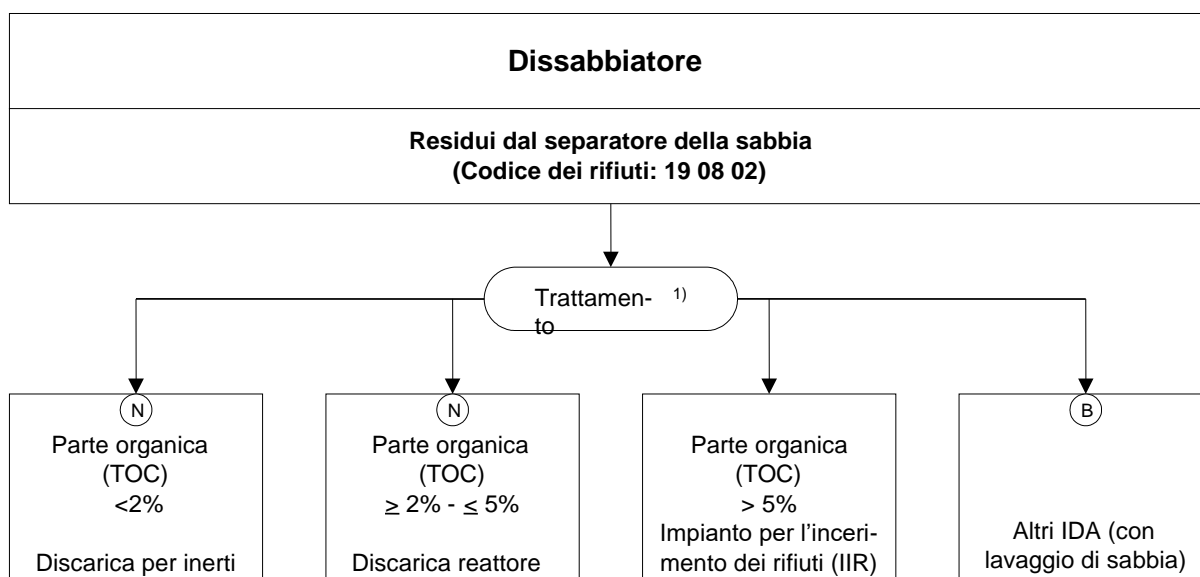 Dissabbiatore
Residui dal separatore della sabbia
(Codice dei rifiuti: 19 08 02)
Trattamen- 1)
to
N
Parte organica
(TOC)
<2%
Discarica per inerti
N
Parte organica
(TOC)
≥ 2% - ≤ 5%
Discarica reattore
Parte organica
(TOC)
> 5%
Impianto per l'inceri-
mento dei rifiuti (IIR)
B
Altri IDA (con
lavaggio di sabbia)